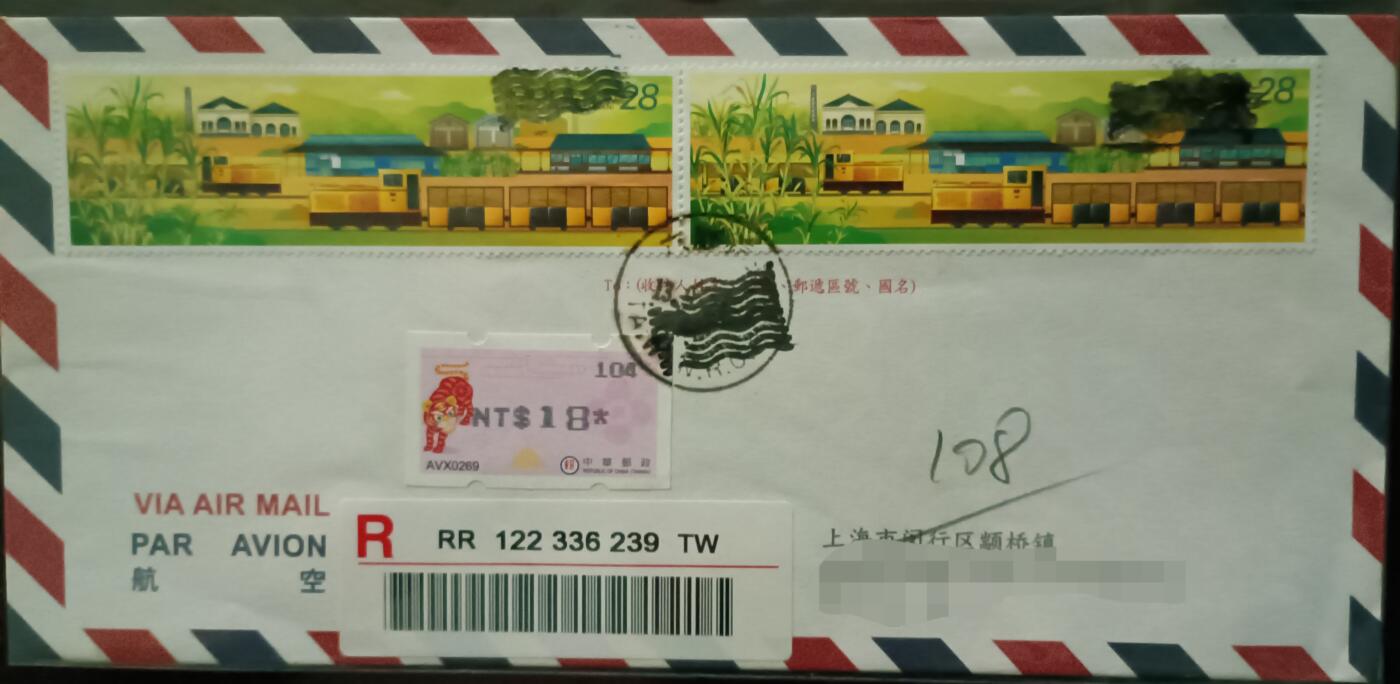 28
28
To：(收
、郵遞區號、國名)
104
NT$18*
AVX0269
中華郵政
REPUBLIC OF CHINA (TAIWAN)
108
VIA AIR MAIL
PAR AVION
航空
R RR 122 336 239 TW
上海市闵行区颛桥镇